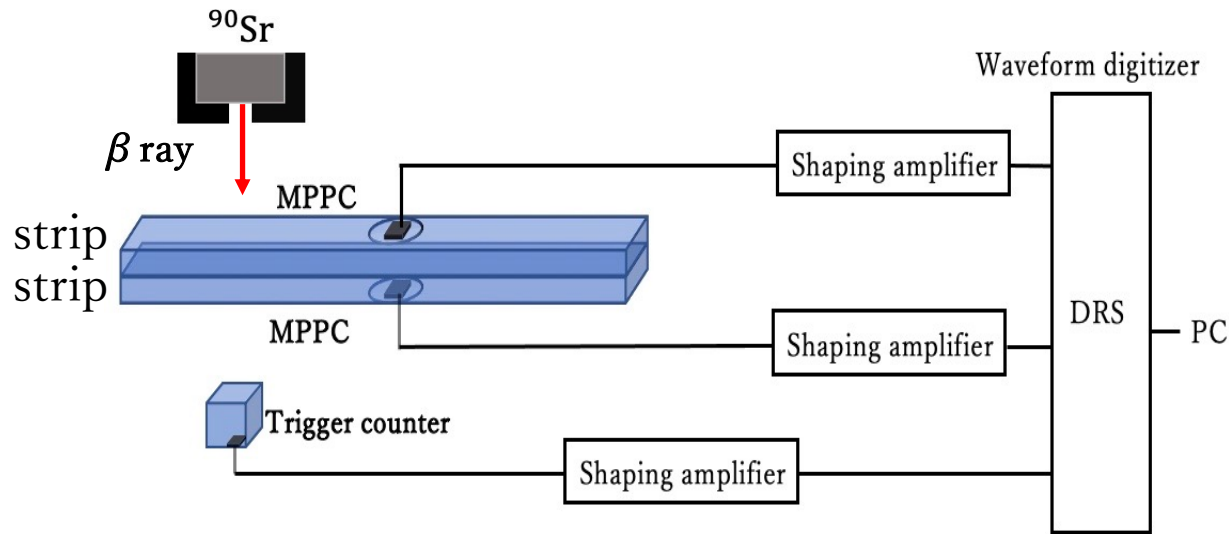 ⁹⁰Sr
Waveform digitizer
β ray
Shaping amplifier
MPPC
strip
strip
MPPC
Shaping amplifier
DRS
PC
Trigger counter
Shaping amplifier